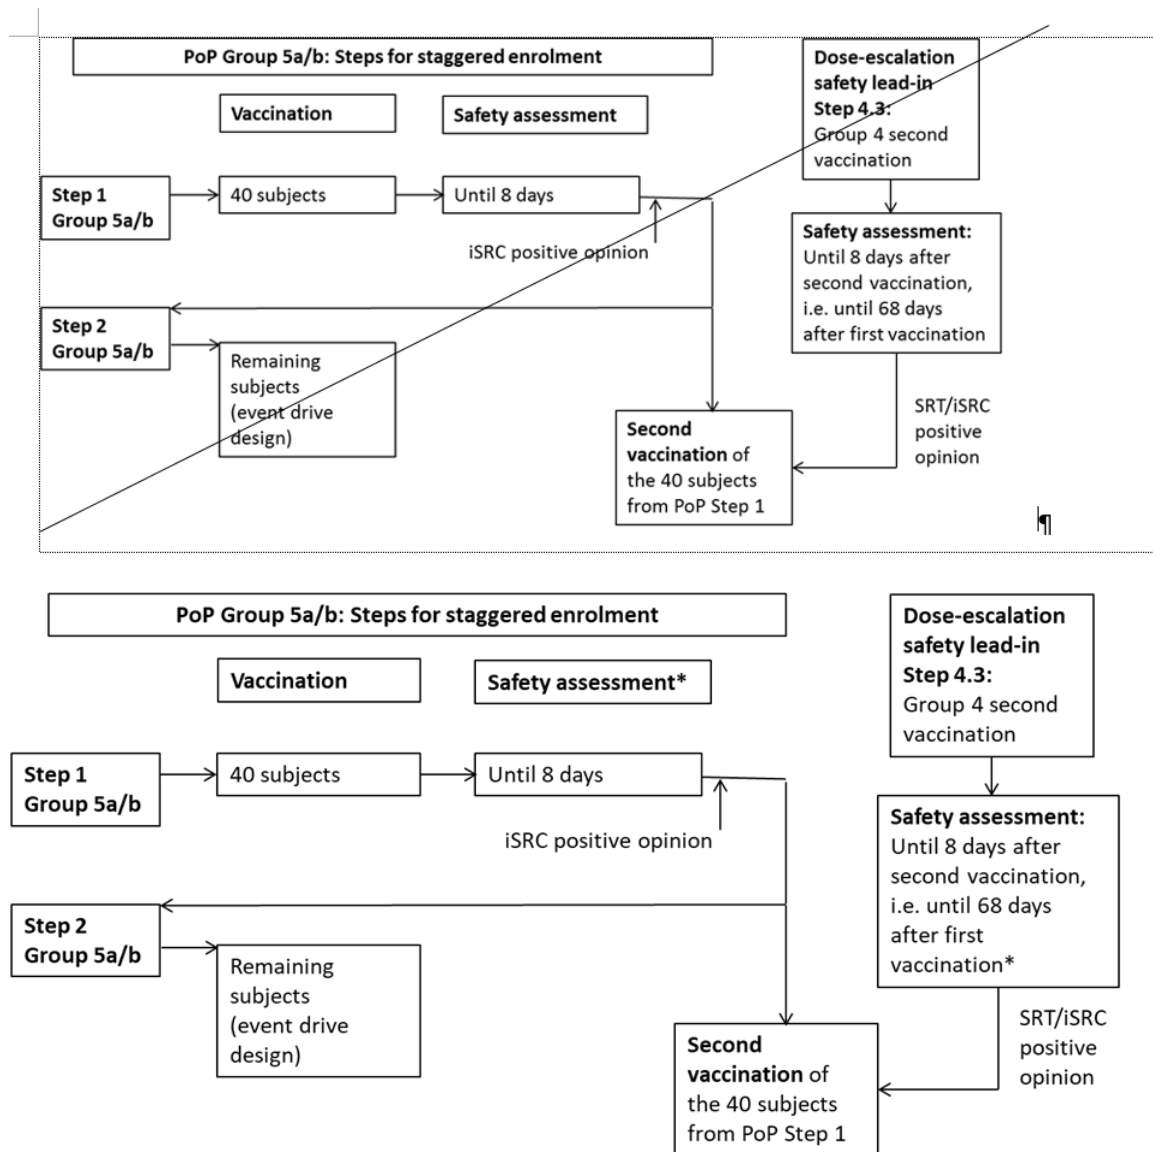 PoP Group 5a/b: Steps for staggered enrolment
Vaccination
Safety assessment
Step 1
Group 5a/b
40 subjects
Until 8 days
iSRC positive opinion
Step 2
Group 5a/b
Remaining
subjects
(event drive
design)
Dose-escalation
safety lead-in
Step 4.3:
Group 4 second
vaccination
Safety assessment:
Until 8 days after
second vaccination,
i.e. until 68 days
after first vaccination
SRT/iSRC
positive
opinion
Second
vaccination of
the 40 subjects
from PoP Step 1
¶
PoP Group 5a/b: Steps for staggered enrolment
Vaccination
Safety assessment*
Step 1
Group 5a/b
40 subjects
Until 8 days
iSRC positive opinion
Step 2
Group 5a/b
Remaining
subjects
(event drive
design)
Dose-escalation
safety lead-in
Step 4.3:
Group 4 second
vaccination
Safety assessment:
Until 8 days after
second vaccination,
i.e. until 68 days
after first
vaccination*
SRT/iSRC
positive
opinion
Second
vaccination of
the 40 subjects
from PoP Step 1